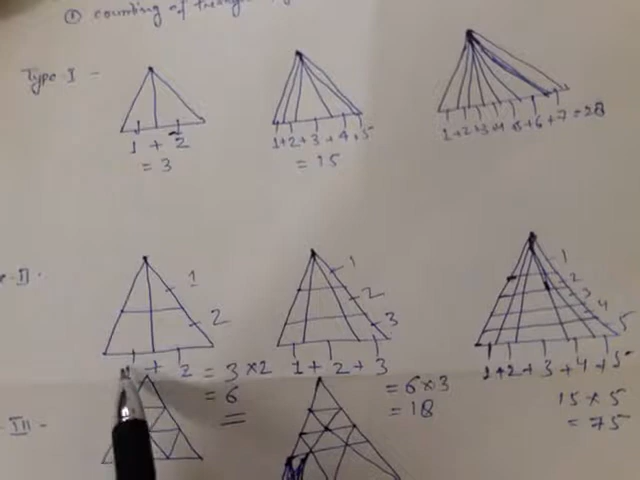 ① counting of
Type-I -
1 + 2
= 3
1+2+3+4+5
= 15
1+2+3+4+5+6+7=28
-II-
1
2
1 + 2 = 3×2
= 6
1
2
3
1 + 2 + 3
= 6×3
= 18
1
2
3
4
5
1+2+3+4+5
15×5
= 75
-III-